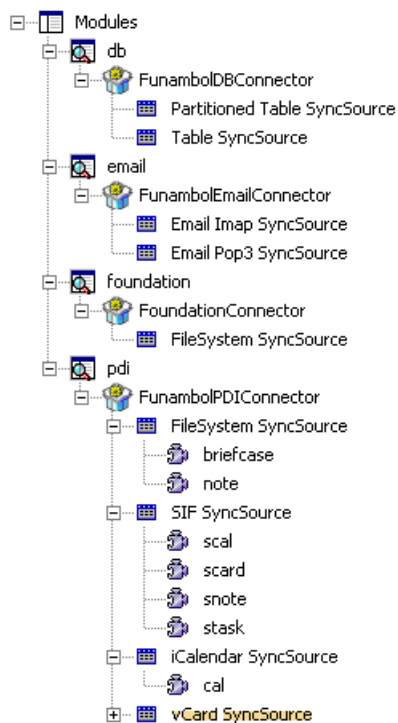 Modules
db
FunambolDBConnector
Partitioned Table SyncSource
Table SyncSource
email
FunambolEmailConnector
Email Imap SyncSource
Email Pop3 SyncSource
foundation
FoundationConnector
FileSystem SyncSource
pdi
FunambolPDIConnector
FileSystem SyncSource
briefcase
note
SIF SyncSource
scal
scard
snote
stask
iCalendar SyncSource
cal
vCard SyncSource